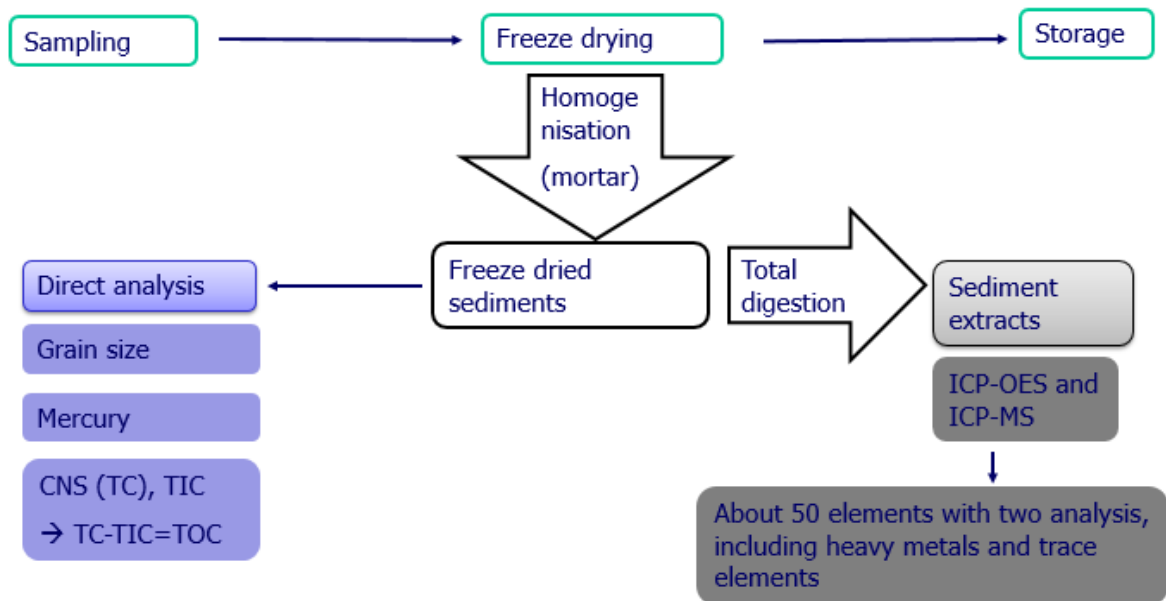 Sampling
Freeze drying
Storage
Homoge
nisation
(mortar)
Direct analysis
Freeze dried
sediments
Total
digestion
Sediment
extracts
Grain size
Mercury
CNS (TC), TIC
→ TC-TIC=TOC
ICP-OES and
ICP-MS
About 50 elements with two analysis,
including heavy metals and trace
elements